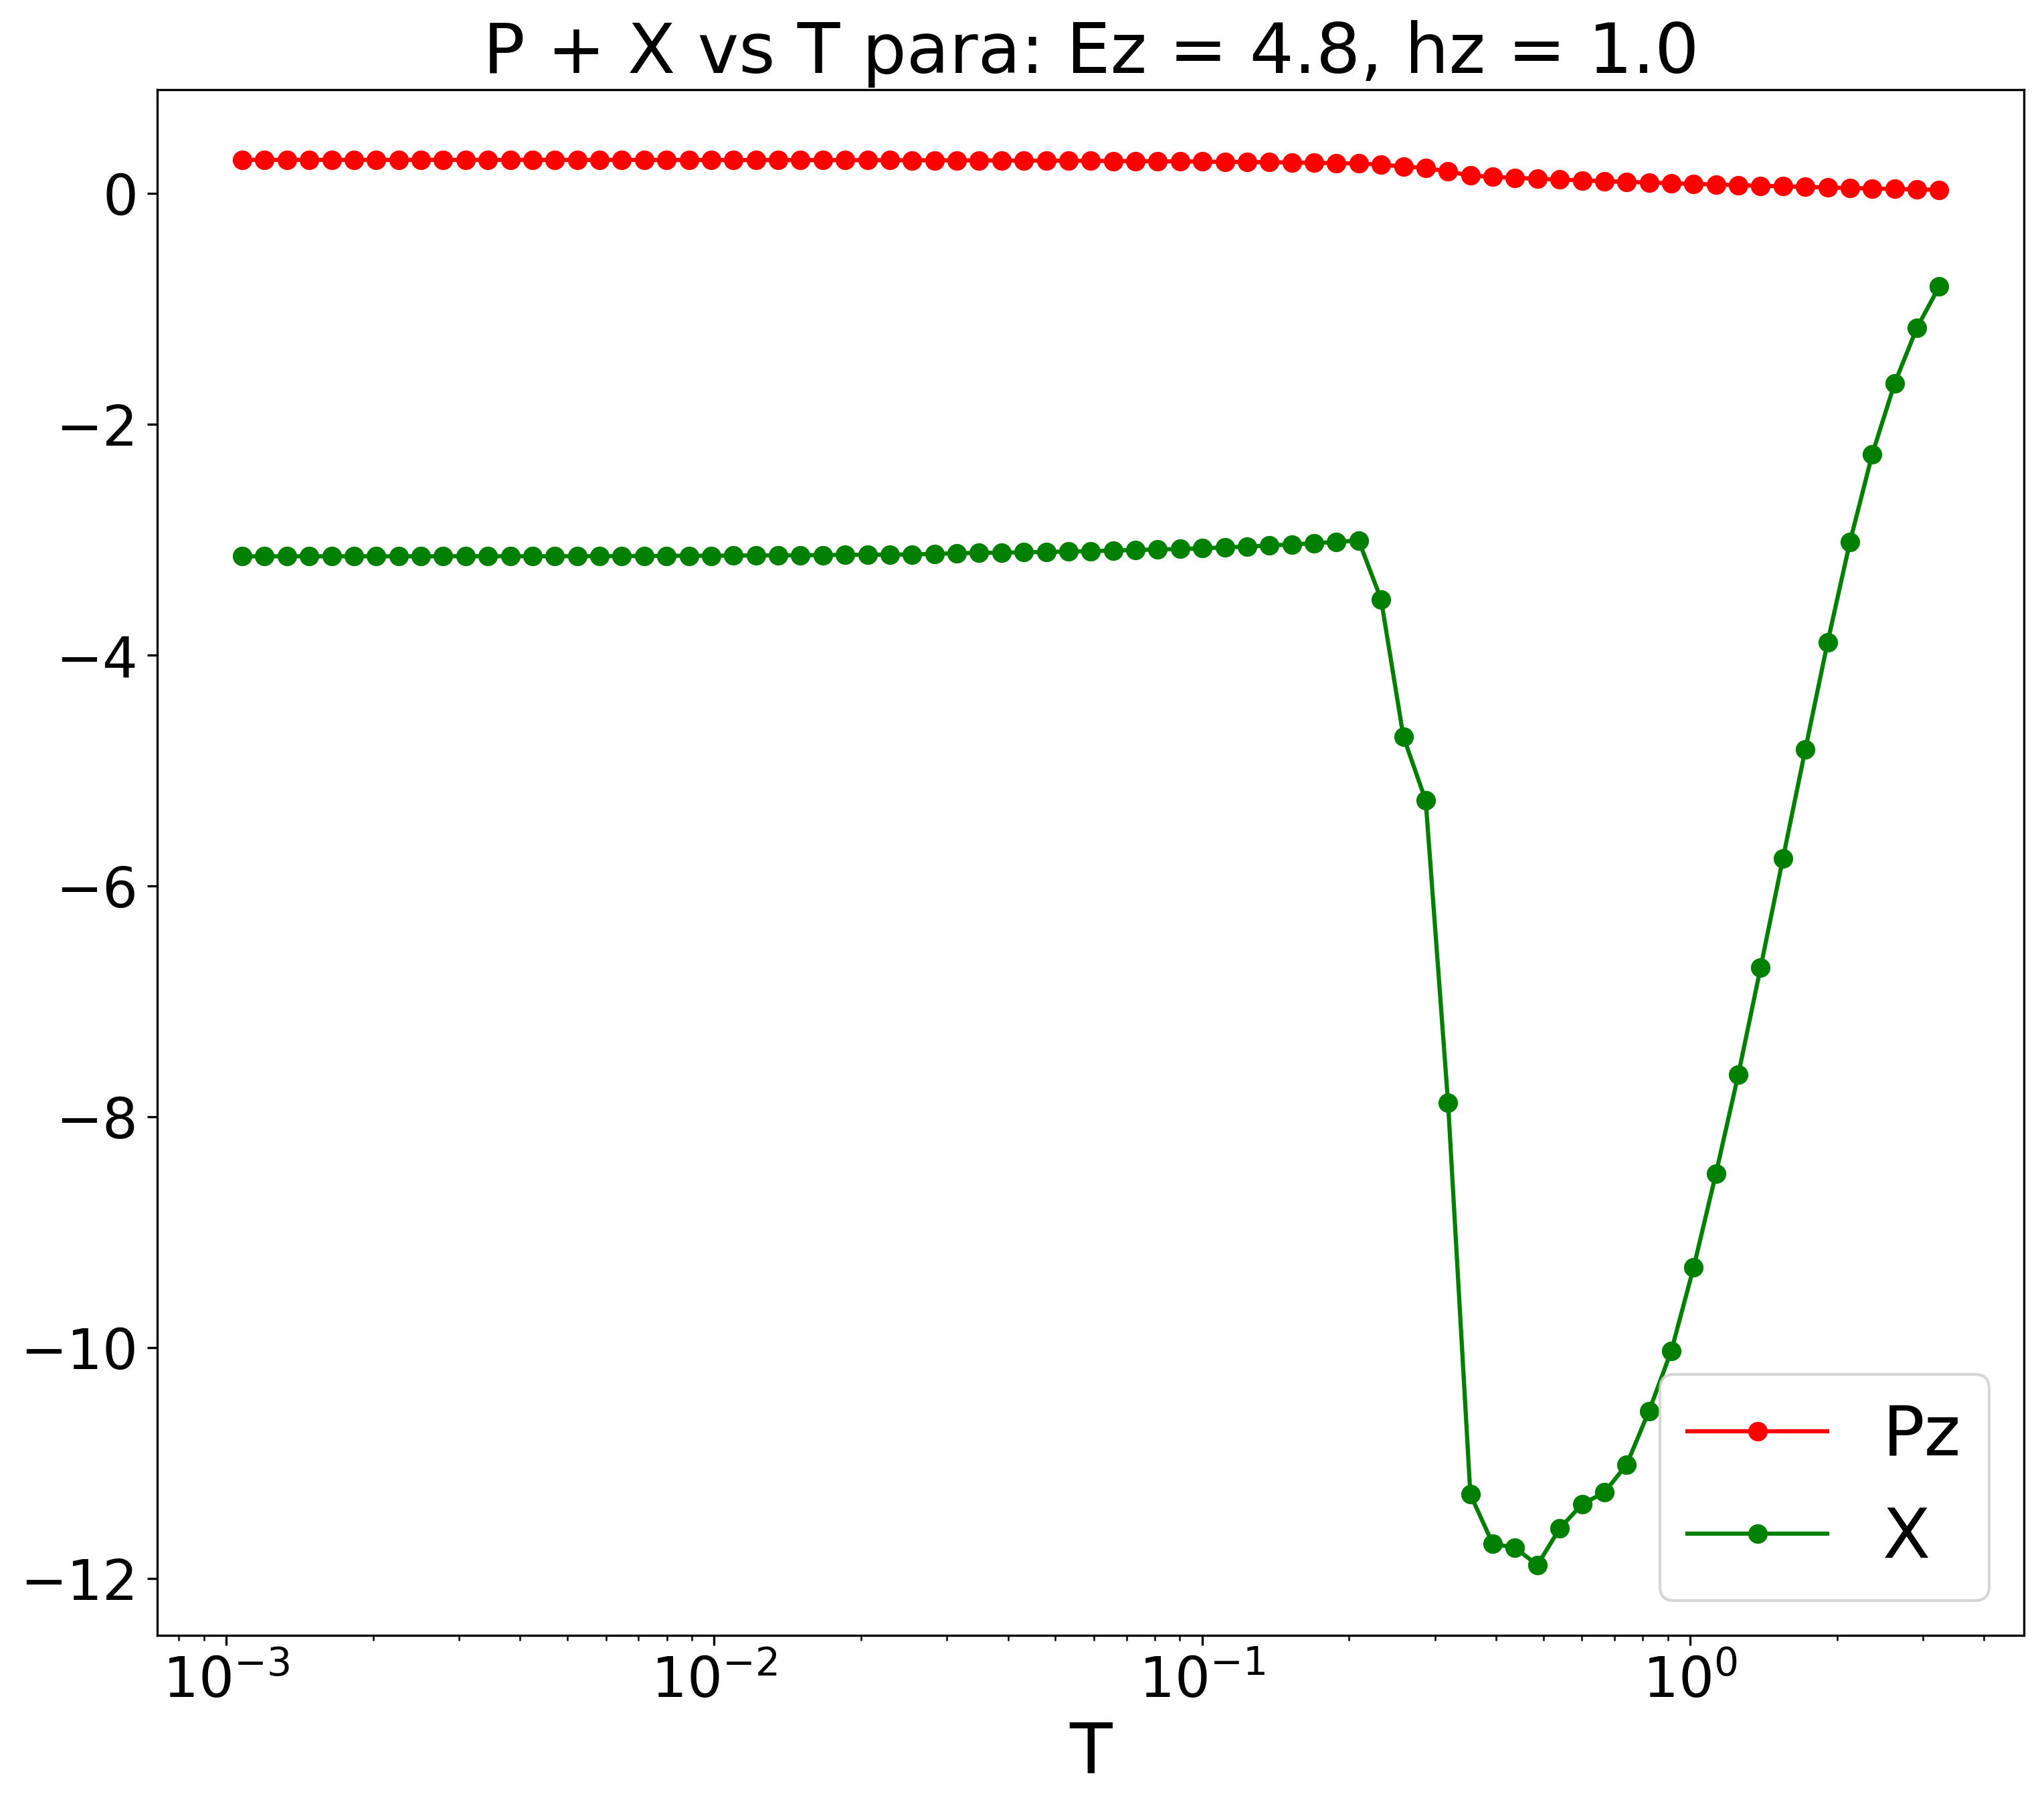 P + X vs T para: Ez = 4.8, hz = 1.0
0
−2
−4
−6
−8
−10
−12
Pz
X
10⁻³ 10⁻² 10⁻¹ 10⁰
T